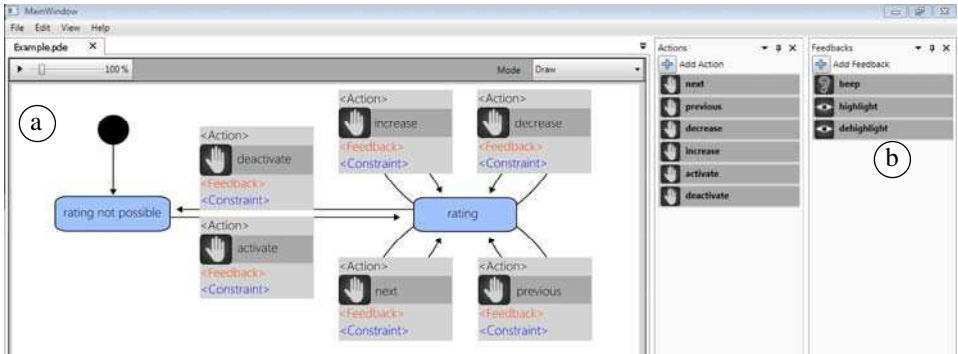 MainWindow
File Edit View Help
Example.pde X
100 %
Mode Draw
a
<Action>
deactivate
<Feedback>
<Constraint>
<Action>
increase
<Feedback>
<Constraint>
<Action>
decrease
<Feedback>
<Constraint>
rating not possible
rating
<Action>
activate
<Feedback>
<Constraint>
<Action>
next
<Feedback>
<Constraint>
<Action>
previous
<Feedback>
<Constraint>
Actions
Add Action
next
previous
decrease
increase
activate
deactivate
Feedbacks
Add Feedback
beep
highlight
dehighlight
b